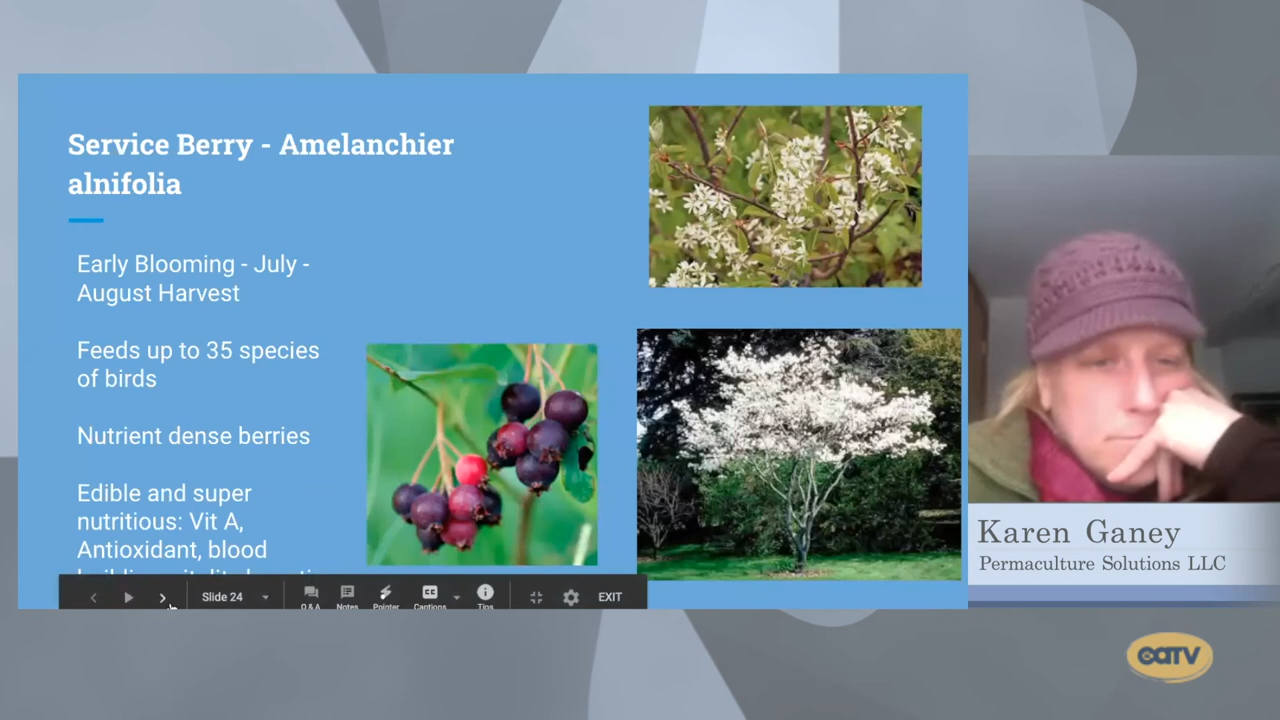 Service Berry - Amelanchier
alnifolia
Early Blooming - July -
August Harvest
Feeds up to 35 species
of birds
Nutrient dense berries
Edible and super
nutritious: Vit A,
Antioxidant, blood
Slide 24
Q & A
Notes
Pointer
Captions
Tips
EXIT
Karen Ganey
Permaculture Solutions LLC
CATV